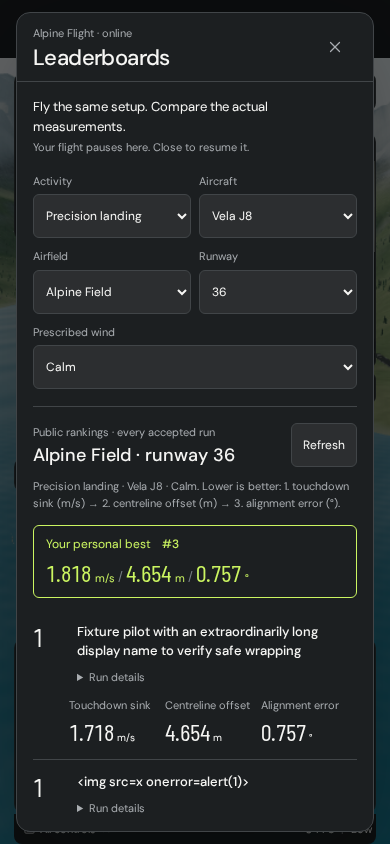 Alpine Flight · online
Leaderboards
Fly the same setup. Compare the actual
measurements.
Your flight pauses here. Close to resume it.
Activity
Aircraft
Precision landing
Vela J8
Airfield
Runway
Alpine Field
36
Prescribed wind
Calm
Public rankings · every accepted run
Alpine Field · runway 36
Refresh
Precision landing · Vela J8 · Calm. Lower is better: 1. touchdown
sink (m/s) → 2. centreline offset (m) → 3. alignment error (°).
Your personal best #3
1.818 m/s / 4.654 m / 0.757 °
1
Fixture pilot with an extraordinarily long
display name to verify safe wrapping
Run details
Touchdown sink
Centreline offset
Alignment error
1.718 m/s
4.654 m
0.757 °
1
<img src=x onerror=alert(1)>
Run details